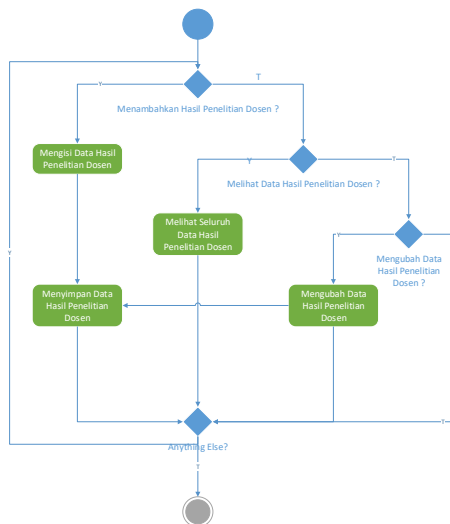 T
Y
Menambahkan Hasil Penelitian Dosen ?
Mengisi Data Hasil
Penelitian Dosen
Y
Y
Melihat Data Hasil Penelitian Dosen ?
Melihat Seluruh
Data Hasil
Penelitian Dosen
Y
Y
Mengubah Data
Hasil Penelitian
Dosen ?
Menyimpan Data
Hasil Penelitian
Dosen
Mengubah Data
Hasil Penelitian
Dosen
Y
Anything Else?
Y